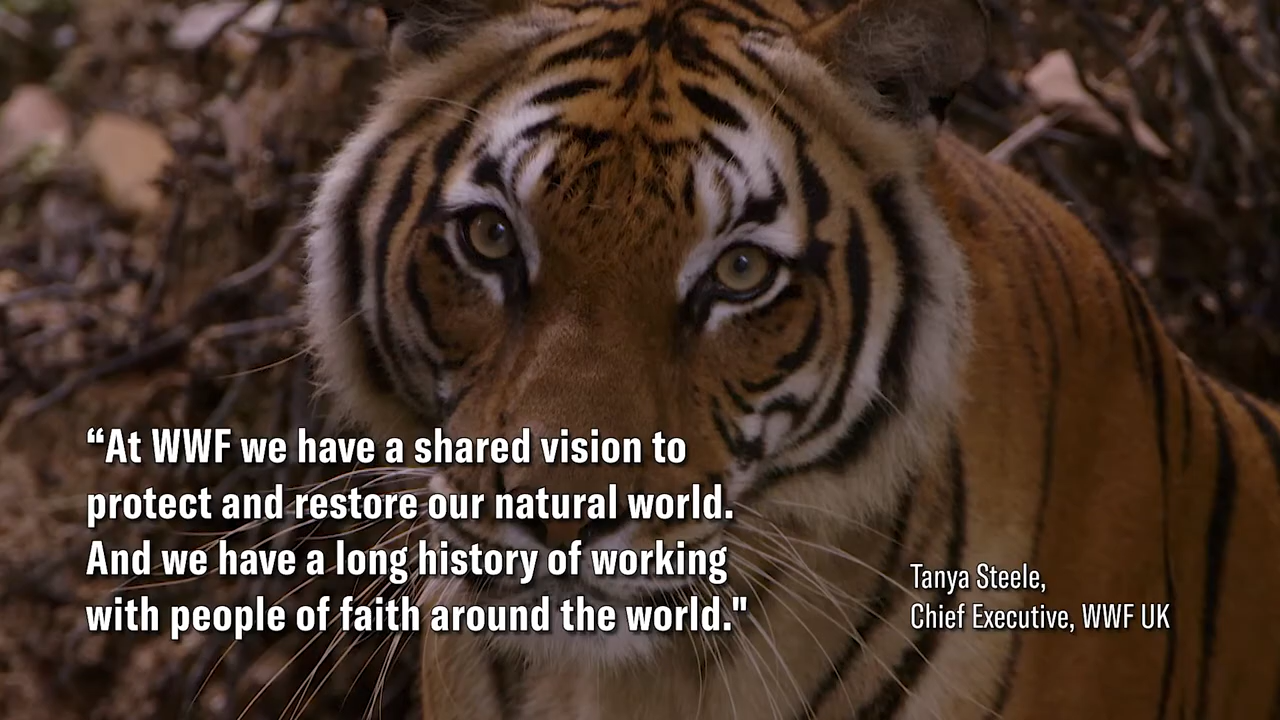 “At WWF we have a shared vision to
protect and restore our natural world.
And we have a long history of working
with people of faith around the world."
Tanya Steele,
Chief Executive, WWF UK